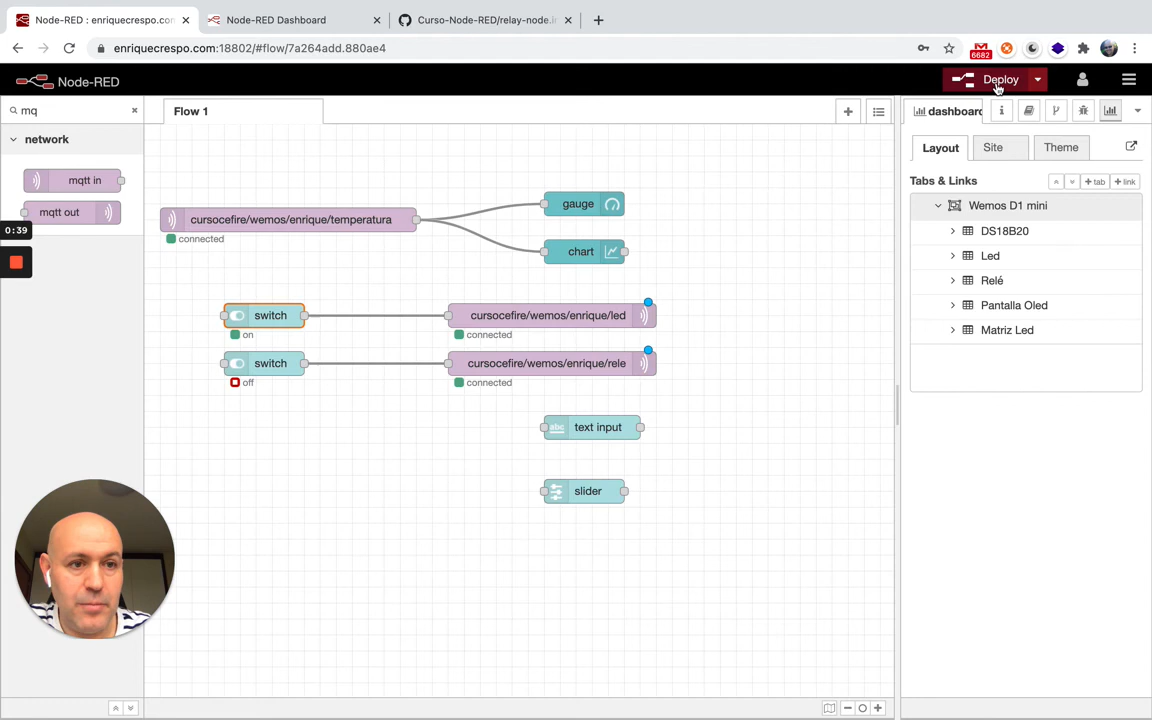 Node-RED : enriquecrespo.con
Node-RED Dashboard
Curso-Node-RED/relay-node.i
enriquecrespo.com:18802/#flow/7a264add.880ae4
6682
Node-RED
Deploy
mq
Flow 1
dashboard
network
mqtt in
mqtt out
0:39
Layout
Site
Theme
Tabs & Links
tab
link
Wemos D1 mini
DS18B20
Led
Relé
Pantalla Oled
Matriz Led
cursocefire/wemos/enrique/temperatura
connected
gauge
chart
switch
on
cursocefire/wemos/enrique/led
connected
switch
off
cursocefire/wemos/enrique/rele
connected
abc
text input
slider